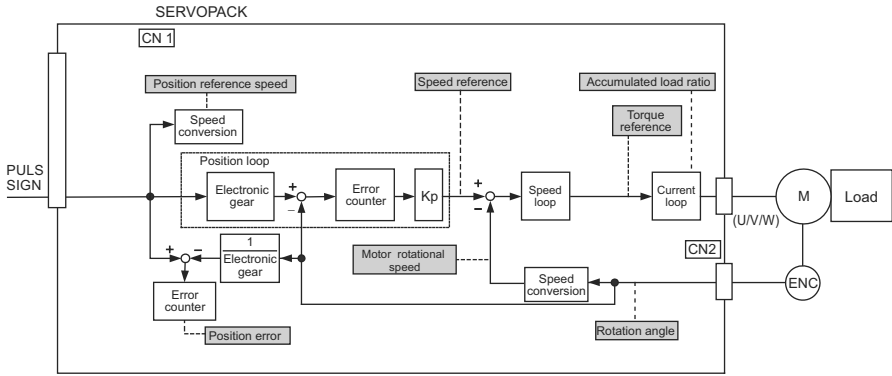 SERVOPACK
CN 1
Position reference speed
Speed reference
Accumulated load ratio
Speed
conversion
Torque
reference
Position loop
PULS
SIGN
Electronic
gear
+
−
Error
counter
Kp
+
−
Speed
loop
Current
loop
M
Load
(U/V/W)
+
−
1
Electronic
gear
Motor rotational
speed
CN2
Error
counter
Speed
conversion
ENC
Position error
Rotation angle